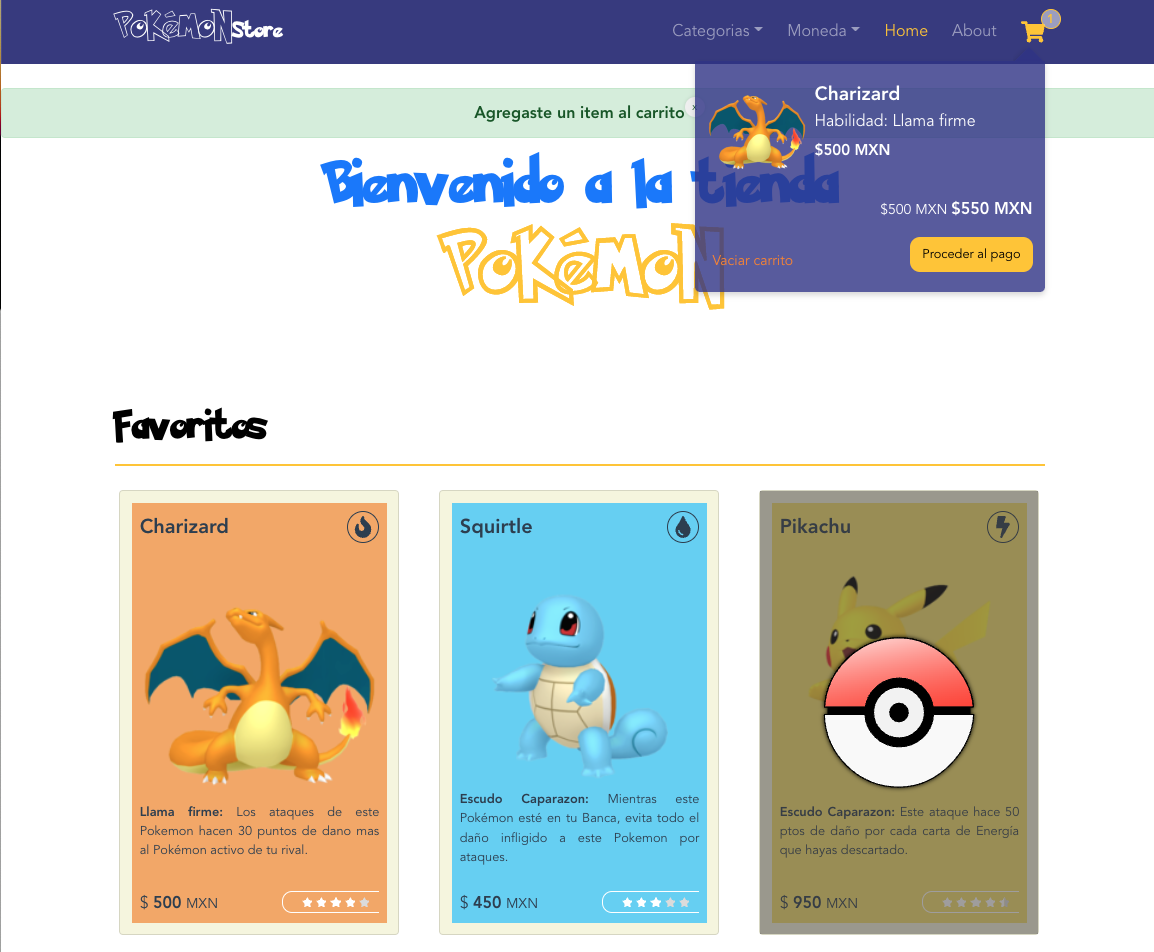 PoKéMoN Store
Categorias Moneda Home About 1
Agregaste un item al carrito x
Charizard
Habilidad: Llama firme
$500 MXN
$500 MXN $550 MXN
Vaciar carrito Proceder al pago
Bienvenido a la tienda
PoKéMoN
Favoritos
Charizard
Llama firme: Los ataques de este
Pokemon hacen 30 puntos de dano mas
al Pokémon activo de tu rival.
$ 500 MXN
Squirtle
Escudo Caparazon: Mientras este
Pokémon esté en tu Banca, evita todo el
daño infligido a este Pokemon por
ataques.
$ 450 MXN
Pikachu
Escudo Caparazon: Este ataque hace 50
ptos de daño por cada carta de Energía
que hayas descartado.
$ 950 MXN